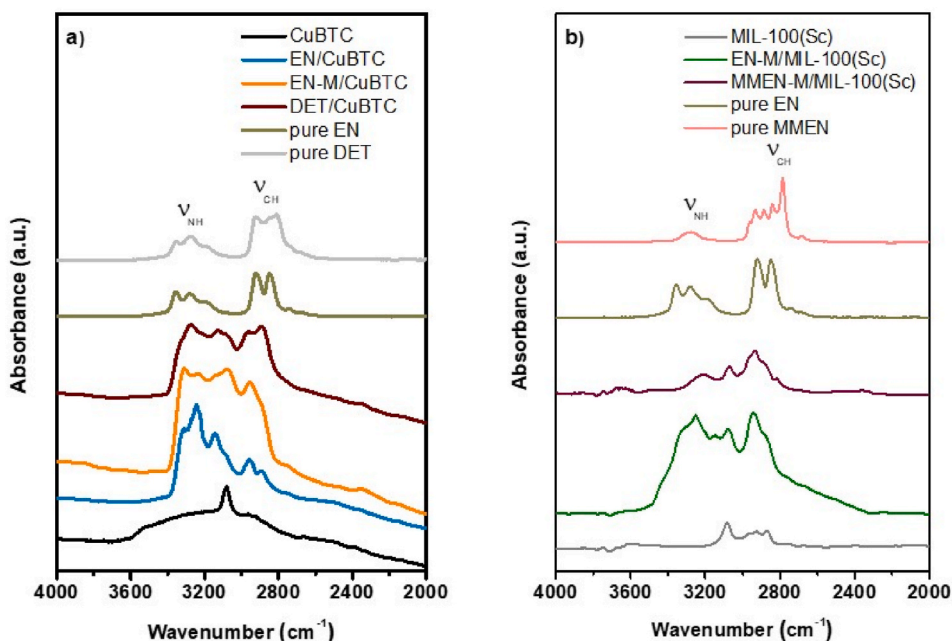 a)
CuBTC
EN/CuBTC
EN-M/CuBTC
DET/CuBTC
pure EN
pure DET
νNH
νCH
Absorbance (a.u.)
4000 3600 3200 2800 2400 2000
Wavenumber (cm⁻¹)
b)
MIL-100(Sc)
EN-M/MIL-100(Sc)
MMEN-M/MIL-100(Sc)
pure EN
pure MMEN
νCH
νNH
Absorbance (a.u.)
4000 3600 3200 2800 2400 2000
Wavenumber (cm⁻¹)